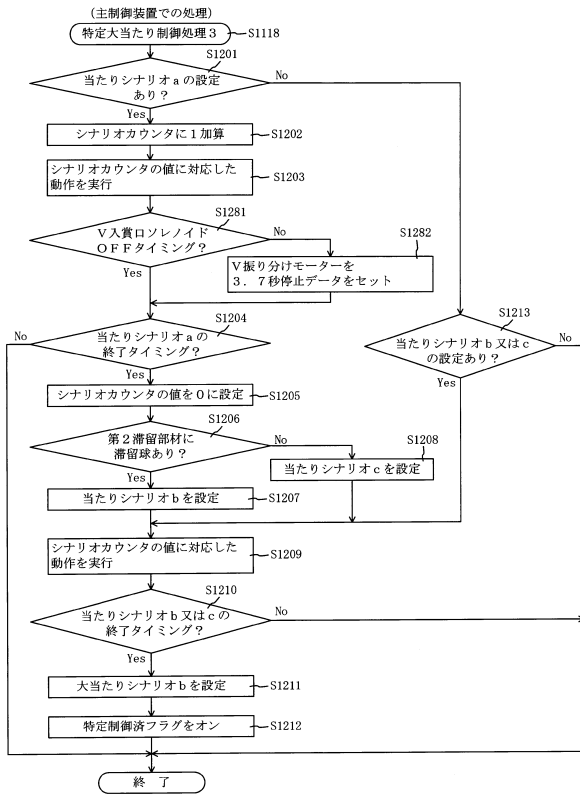 (主制御装置での処理)
特定大当たり制御処理3
S1118
S1201
当たりシナリオaの設定
あり?
No
Yes
シナリオカウンタに1加算
S1202
シナリオカウンタの値に対応した
動作を実行
S1203
S1281
V入賞口ソレノイド
OFFタイミング?
No
Yes
S1282
V振り分けモーターを
3.7秒停止データをセット
S1204
当たりシナリオaの
終了タイミング?
No
Yes
S1213
当たりシナリオb又はc
の設定あり?
No
Yes
シナリオカウンタの値を0に設定
S1205
S1206
第2滞留部材に
滞留球あり?
No
Yes
S1208
当たりシナリオcを設定
当たりシナリオbを設定
S1207
シナリオカウンタの値に対応した
動作を実行
S1209
S1210
当たりシナリオb又はcの
終了タイミング?
No
Yes
大当たりシナリオbを設定
S1211
特定制御済フラグをオン
S1212
終 了